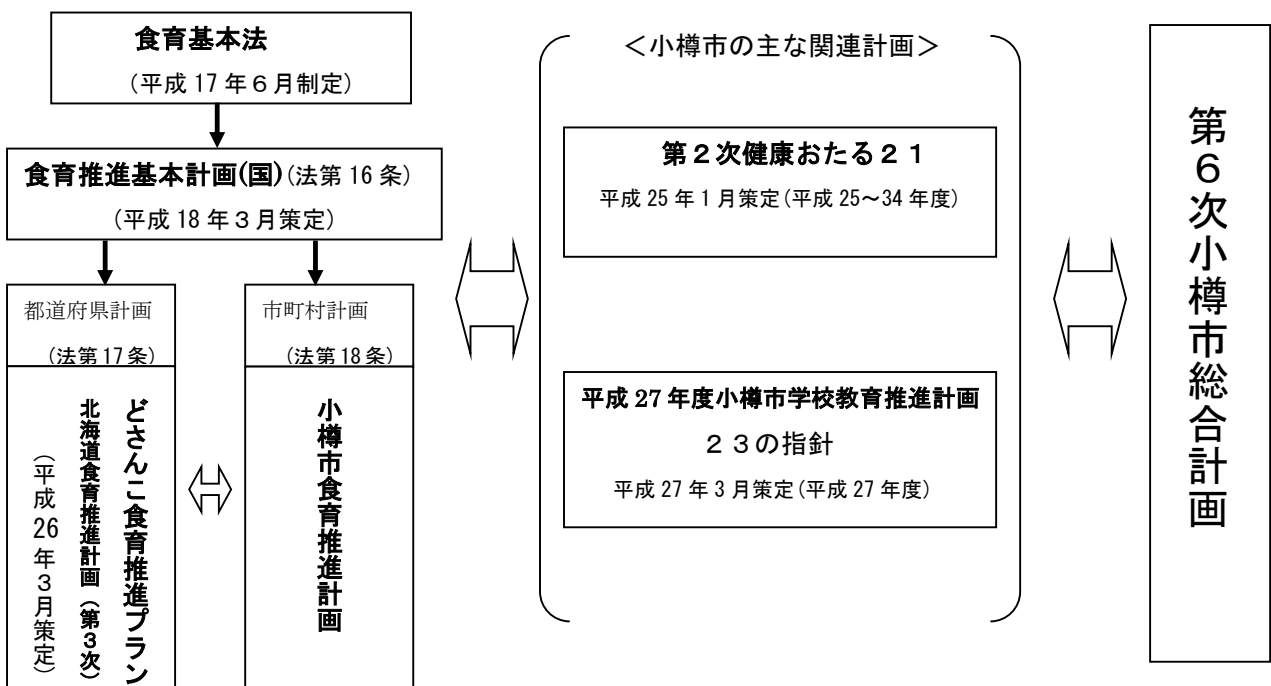 食育基本法
（平成17年６月制定）
食育推進基本計画(国)(法第16条)
（平成18年３月策定）
都道府県計画
（法第17条）
どさんこ食育推進プラン
北海道食育推進計画（第３次）
（平成26年３月策定）
市町村計画
（法第18条）
小樽市食育推進計画
＜小樽市の主な関連計画＞
第２次健康おたる２１
平成25年1月策定(平成25～34年度)
平成27年度小樽市学校教育推進計画
２３の指針
平成27年3月策定(平成27年度)
第６次小樽市総合計画